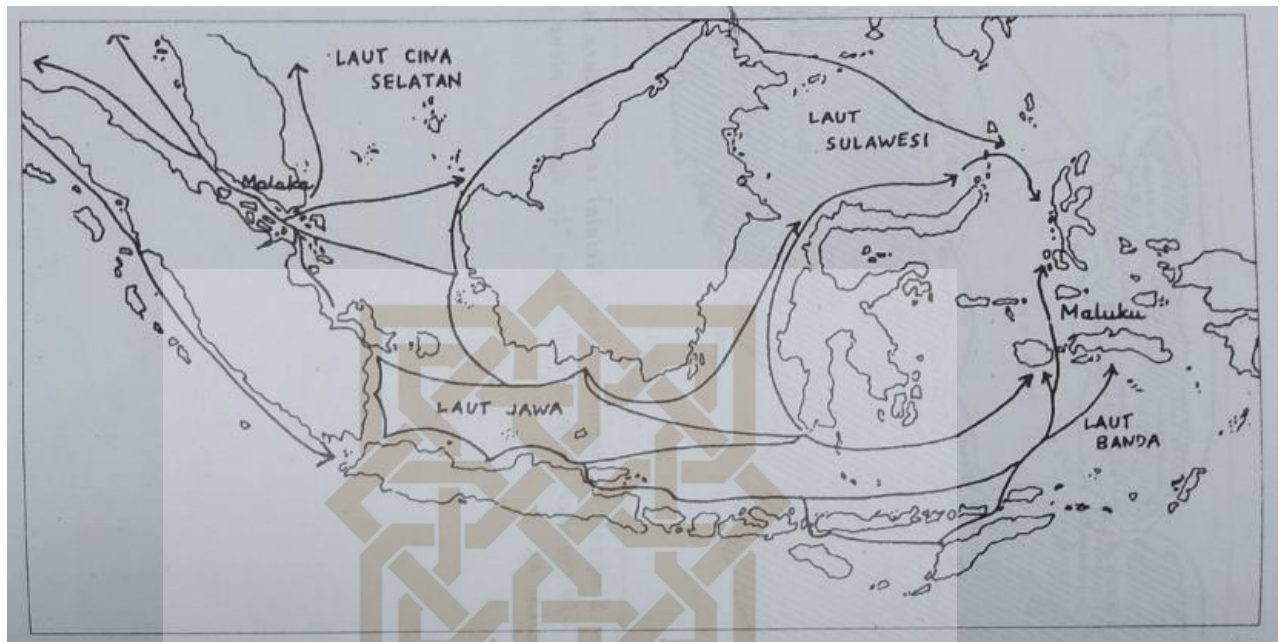 LAUT CINA
SELATAN
LAUT
SULAWESI
Malaka
Maluku
LAUT JAWA
LAUT
BANDA